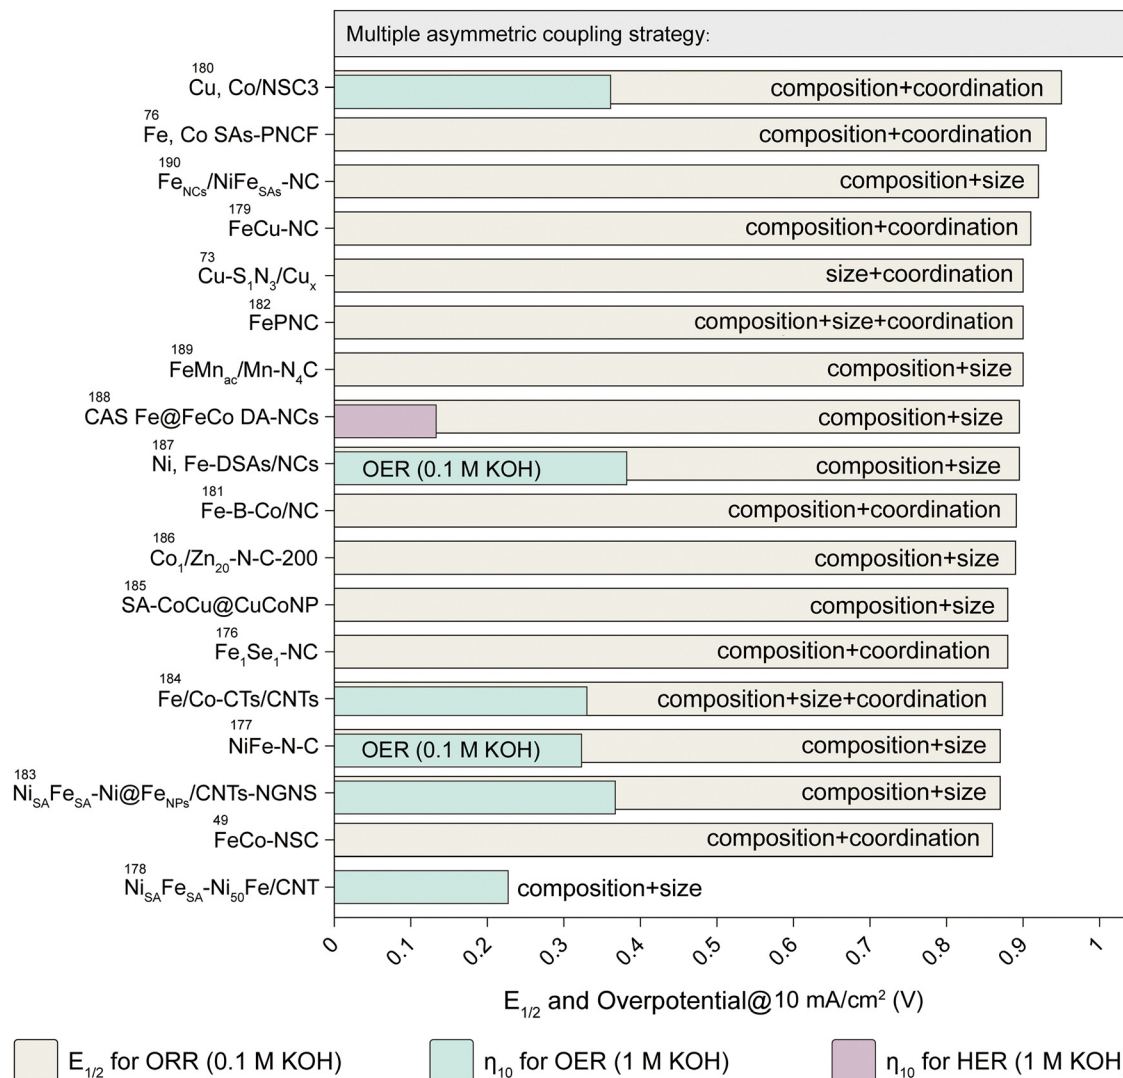 Multiple asymmetric coupling strategy:
180
Cu, Co/NSC3
composition+coordination
76
Fe, Co SAs-PNCF
composition+coordination
190
Fe_NCs/NiFe_SAs-NC
composition+size
179
FeCu-NC
composition+coordination
73
Cu-S₁N₃/Cuₓ
size+coordination
182
FePNC
composition+size+coordination
189
FeMn_ac/Mn-N₄C
composition+size
188
CAS Fe@FeCo DA-NCs
composition+size
187
Ni, Fe-DSAs/NCs
OER (0.1 M KOH)
composition+size
181
Fe-B-Co/NC
composition+coordination
186
Co₁/Zn₂₀-N-C-200
composition+size
185
SA-CoCu@CuCoNP
composition+size
176
Fe₁Se₁-NC
composition+coordination
184
Fe/Co-CTs/CNTs
composition+size+coordination
177
NiFe-N-C
OER (0.1 M KOH)
composition+size
183
Ni_SAFe_SA-Ni@Fe_NPs/CNTs-NGNS
composition+size
49
FeCo-NSC
composition+coordination
178
Ni_SAFe_SA-Ni₅₀Fe/CNT
composition+size
0 0.1 0.2 0.3 0.4 0.5 0.6 0.7 0.8 0.9 1
E₁/₂ and Overpotential@10 mA/cm² (V)
E₁/₂ for ORR (0.1 M KOH)
η₁₀ for OER (1 M KOH)
η₁₀ for HER (1 M KOH